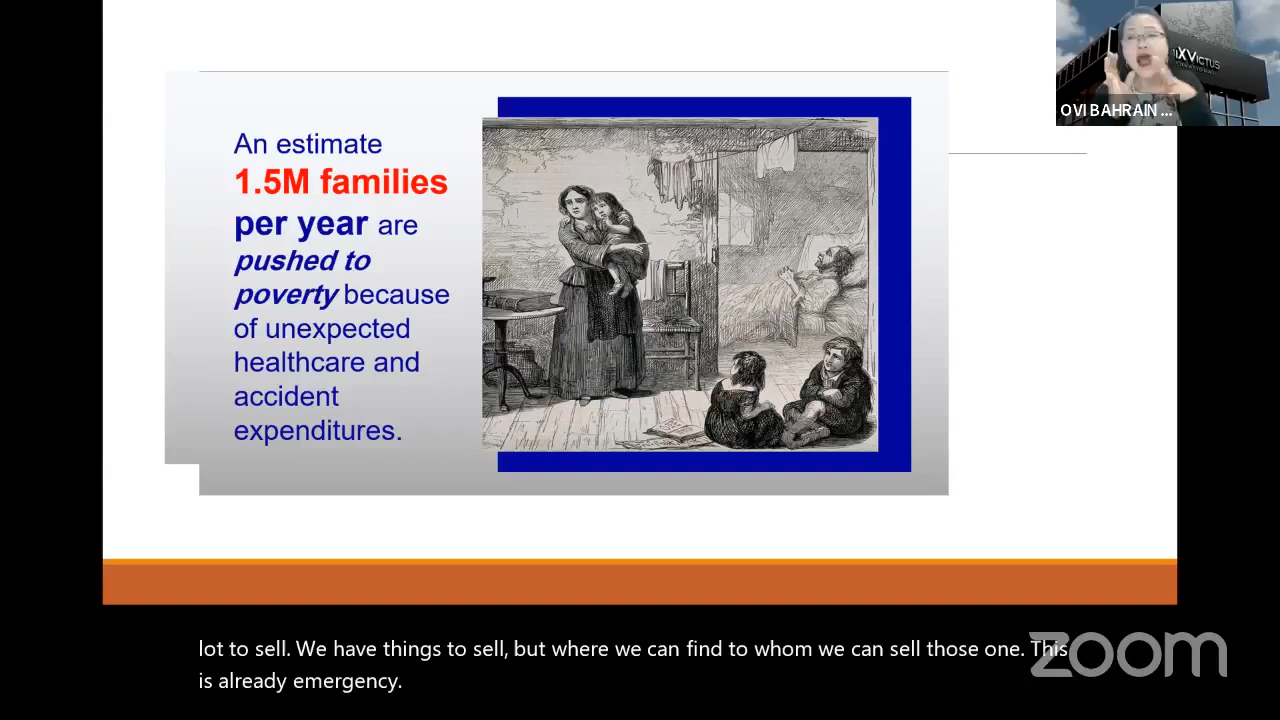 An estimate
1.5M families
per year are
pushed to
poverty because
of unexpected
healthcare and
accident
expenditures.
OVI BAHRAIN ...
lot to sell. We have things to sell, but where we can find to whom we can sell those one. This
is already emergency.
zoom